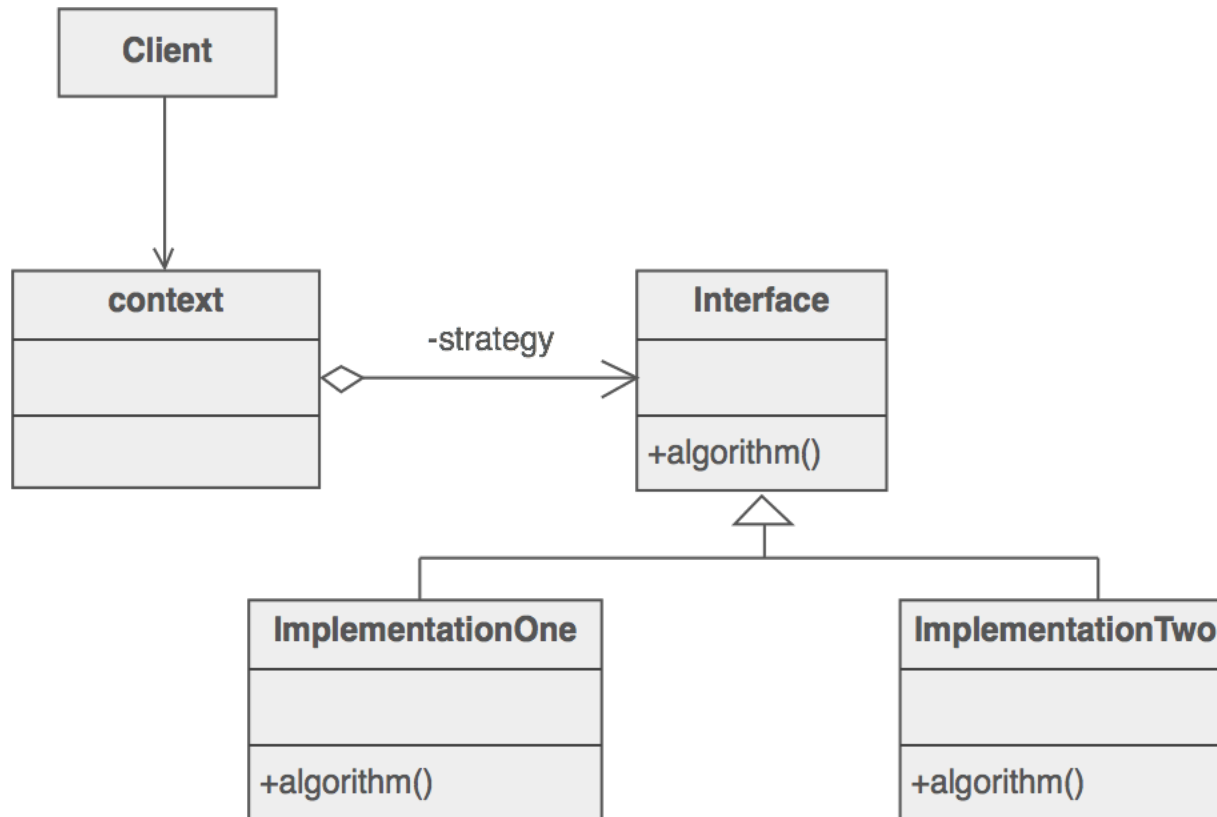 Client
context
-strategy
Interface
+algorithm()
ImplementationOne
+algorithm()
ImplementationTwo
+algorithm()